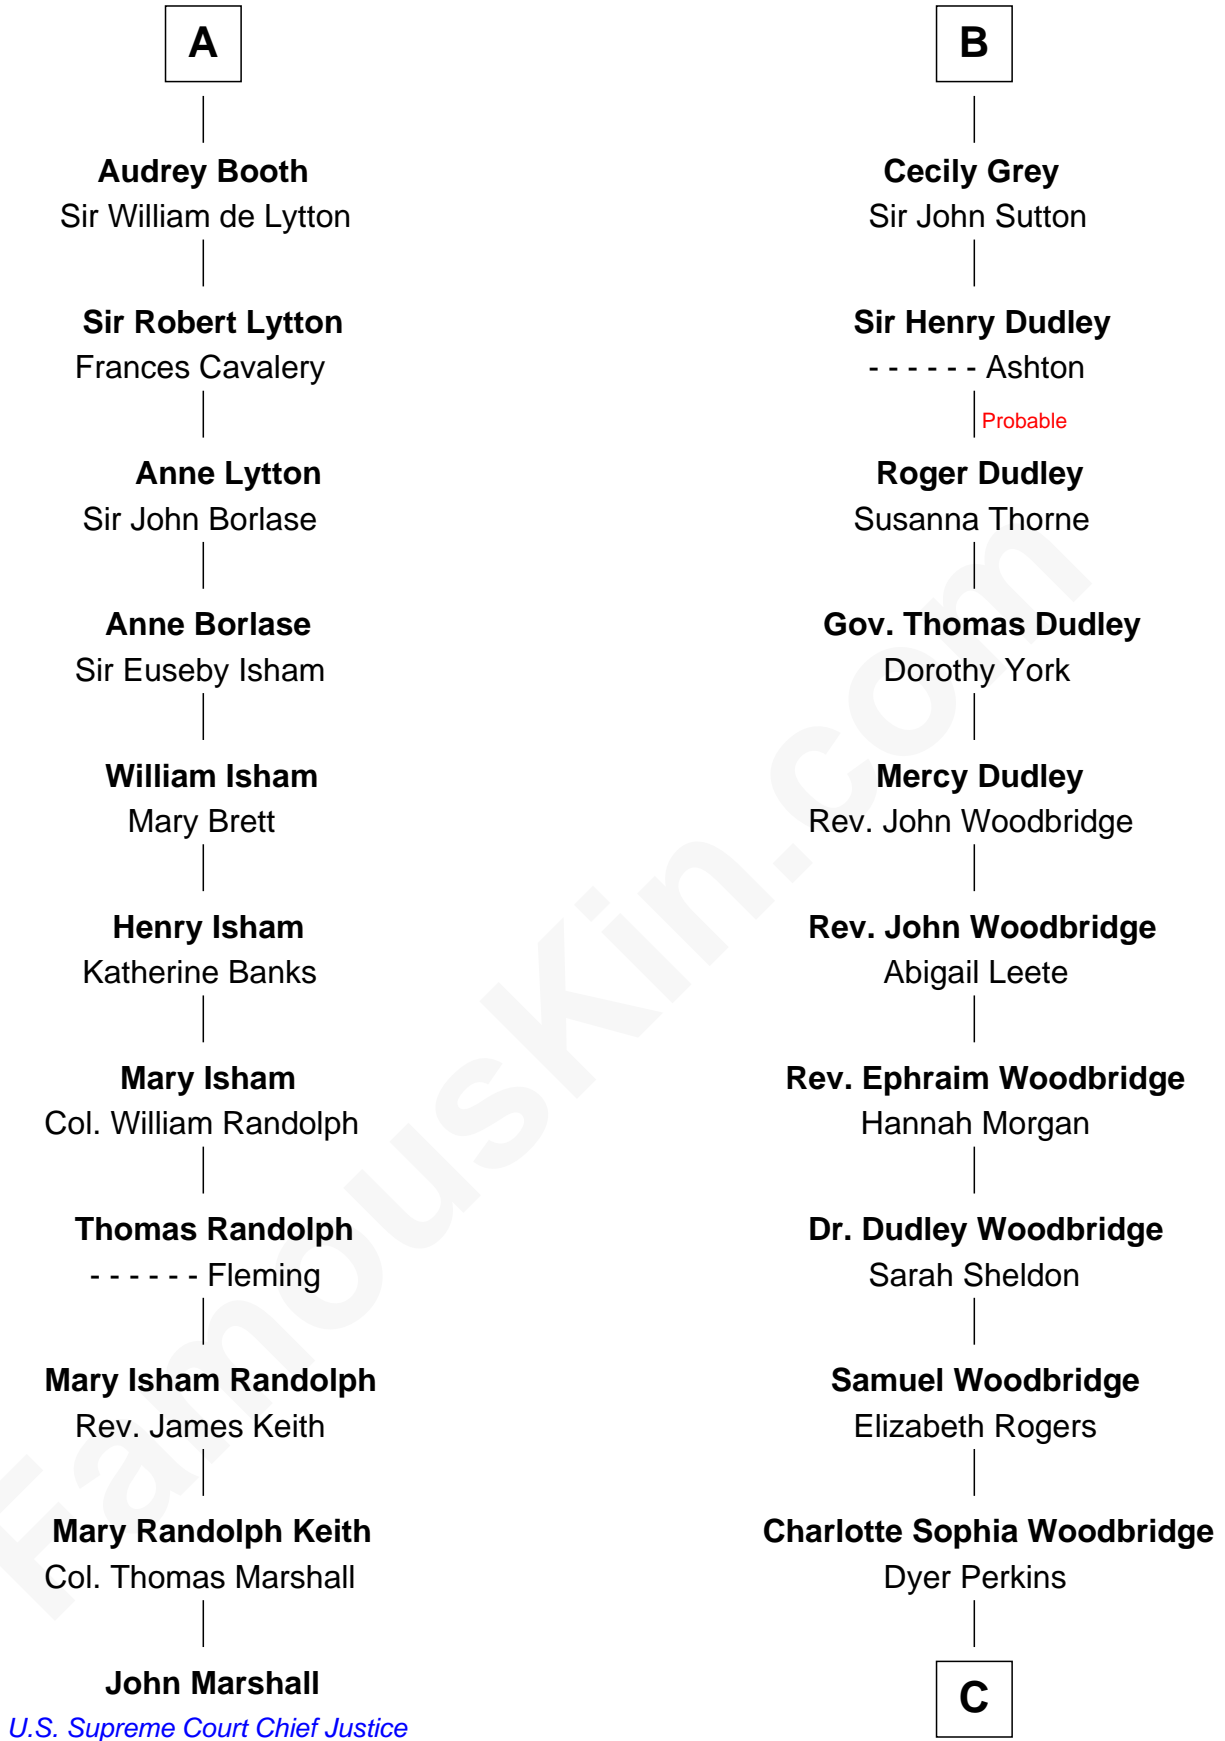 A
Audrey Booth
Sir William de Lytton
Sir Robert Lytton
Frances Cavalery
Anne Lytton
Sir John Borlase
Anne Borlase
Sir Euseby Isham
William Isham
Mary Brett
Henry Isham
Katherine Banks
Mary Isham
Col. William Randolph
Thomas Randolph
- - - - - - Fleming
Mary Isham Randolph
Rev. James Keith
Mary Randolph Keith
Col. Thomas Marshall
John Marshall
U.S. Supreme Court Chief Justice
B
Cecily Grey
Sir John Sutton
Sir Henry Dudley
- - - - - - Ashton
Probable
Roger Dudley
Susanna Thorne
Gov. Thomas Dudley
Dorothy York
Mercy Dudley
Rev. John Woodbridge
Rev. John Woodbridge
Abigail Leete
Rev. Ephraim Woodbridge
Hannah Morgan
Dr. Dudley Woodbridge
Sarah Sheldon
Samuel Woodbridge
Elizabeth Rogers
Charlotte Sophia Woodbridge
Dyer Perkins
C
FamousKin.com